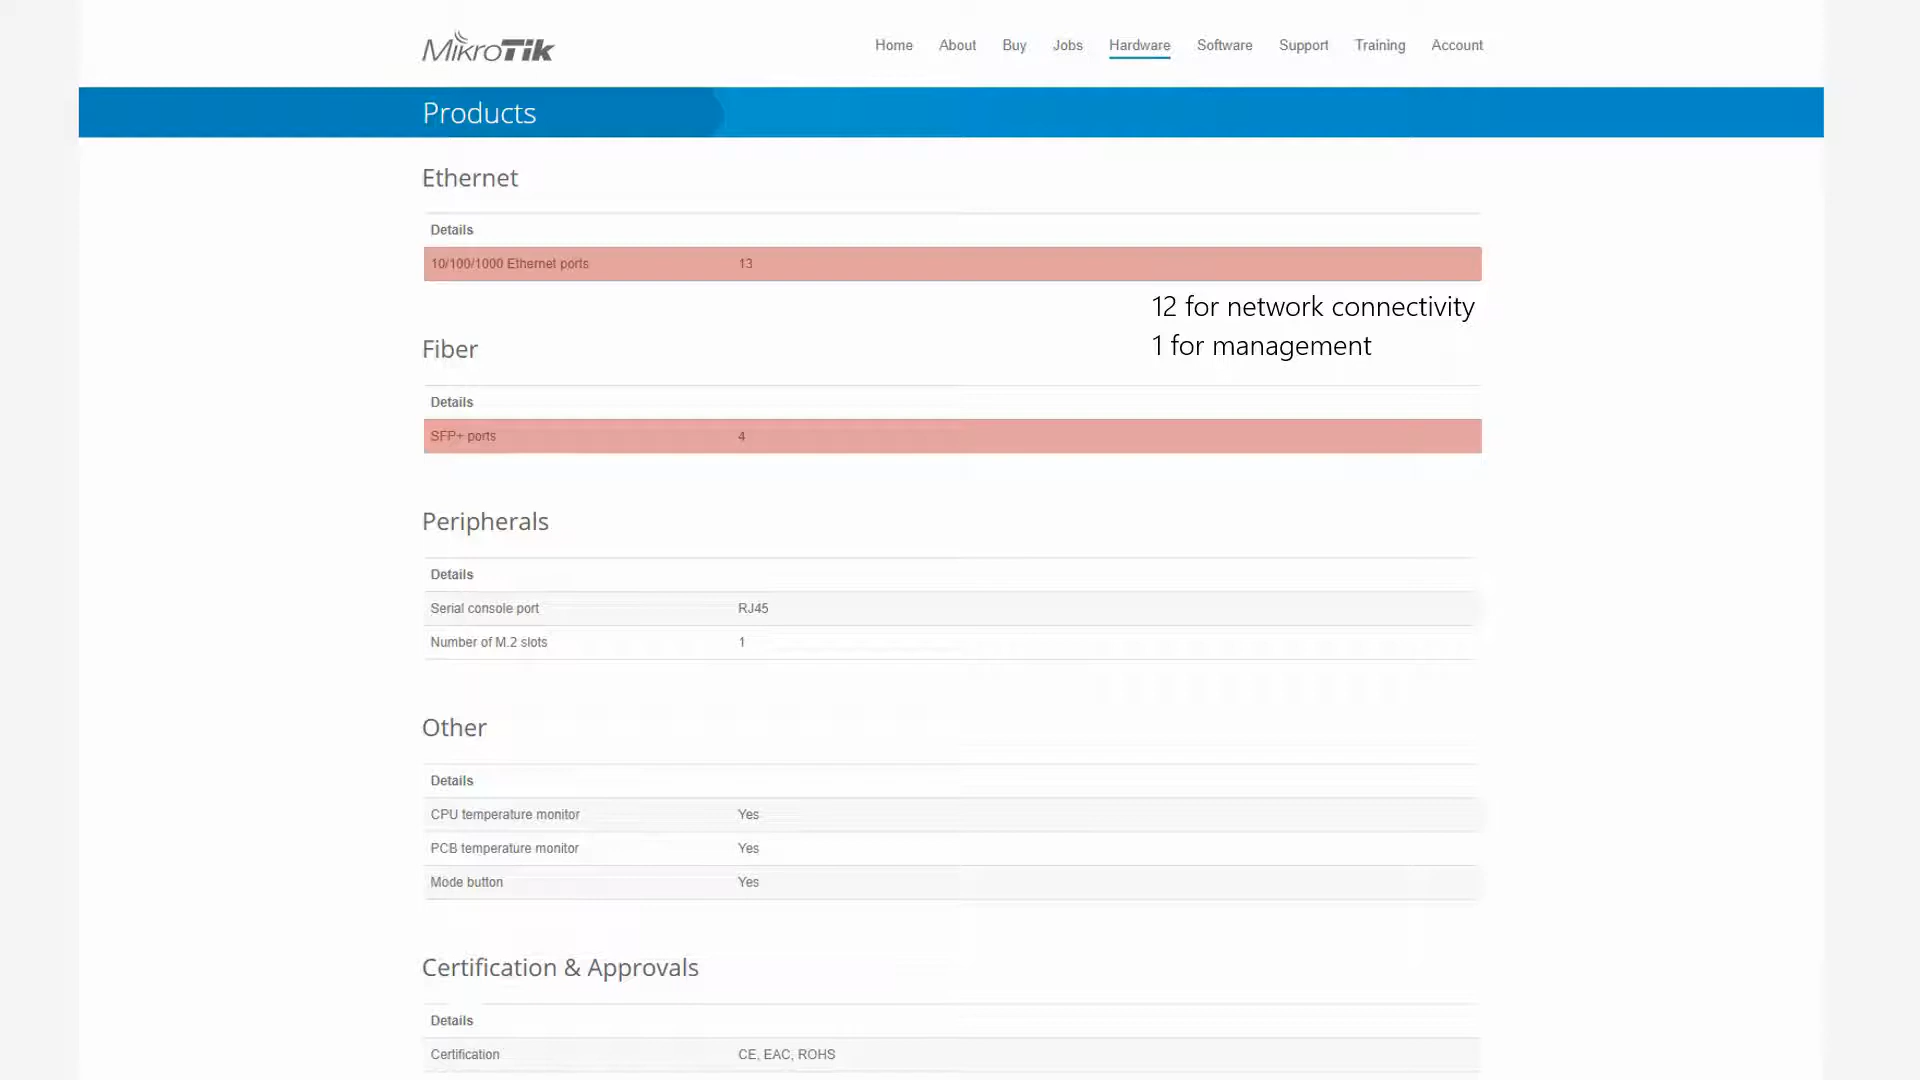 MikroTik
Home About Buy Jobs Hardware Software Support Training Account
Products
Ethernet
Details
10/100/1000 Ethernet ports 13
12 for network connectivity
1 for management
Fiber
Details
SFP+ ports 4
Peripherals
Details
Serial console port RJ45
Number of M.2 slots 1
Other
Details
CPU temperature monitor Yes
PCB temperature monitor Yes
Mode button Yes
Certification & Approvals
Details
Certification CE, EAC, ROHS